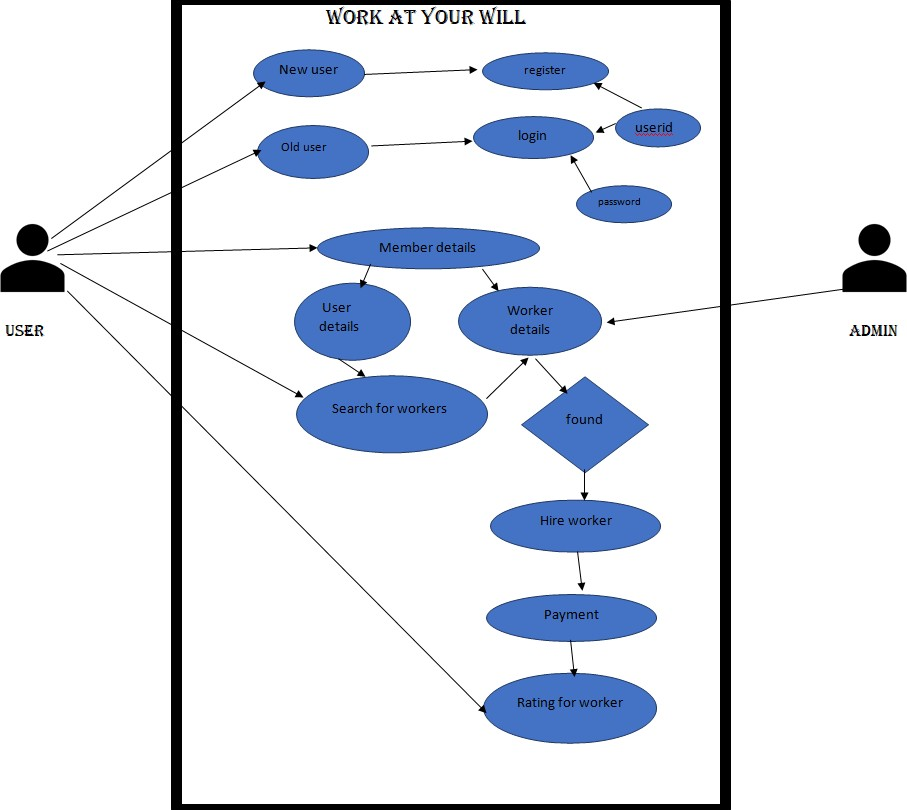 WORK AT YOUR WILL
New user
register
userid
login
Old user
password
Member details
User
details
Worker
details
USER
ADMIN
Search for workers
found
Hire worker
Payment
Rating for worker